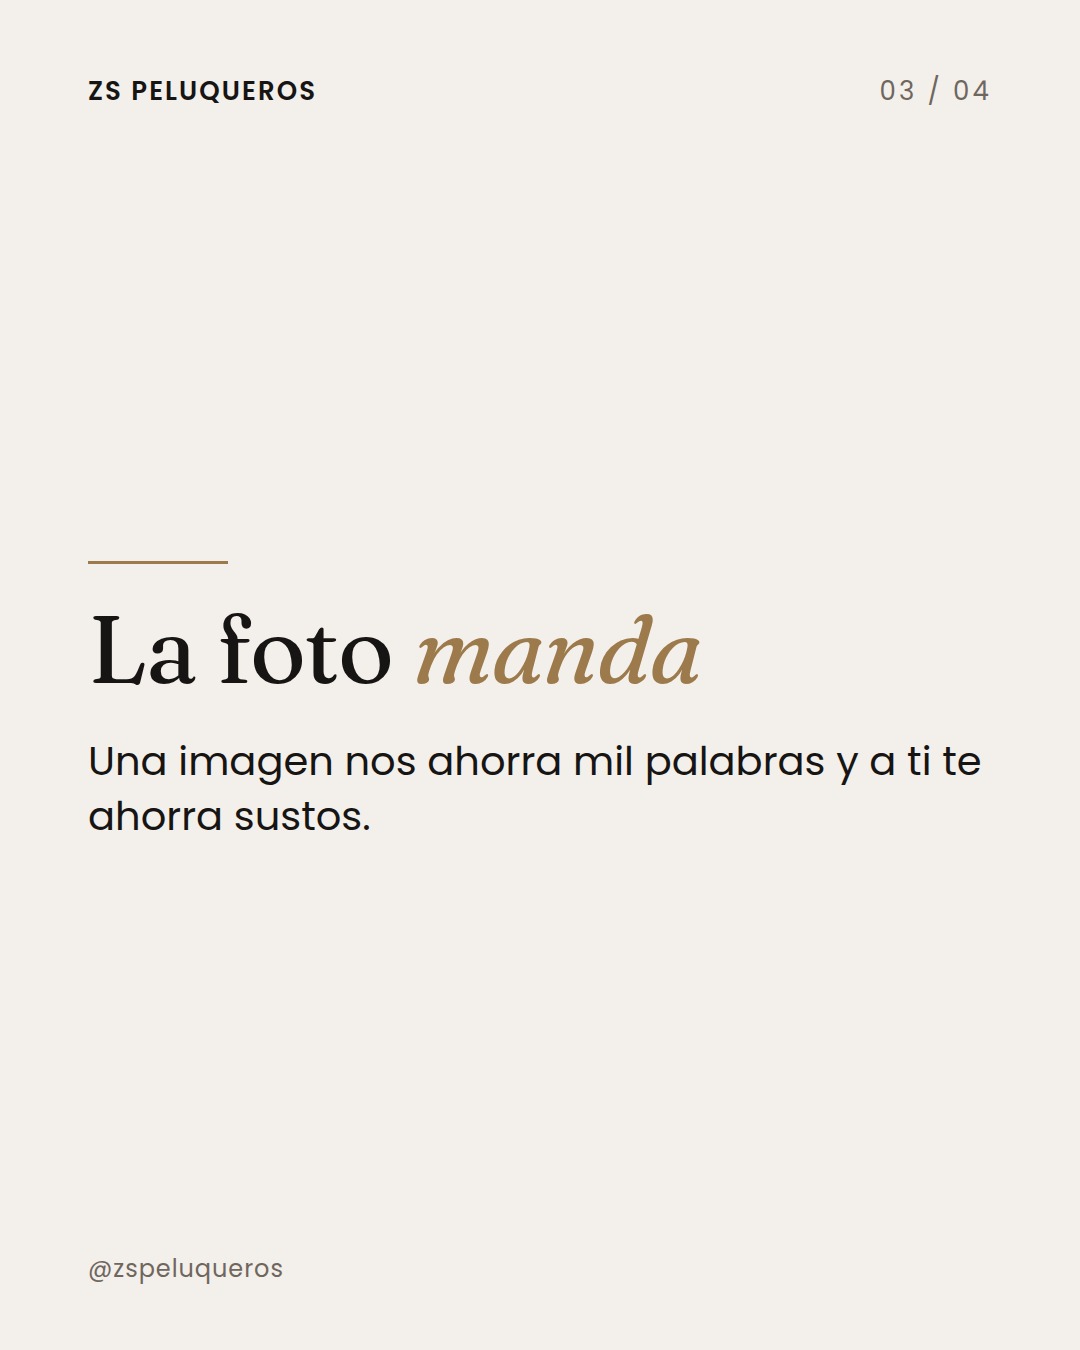 ZS PELUQUEROS
03 / 04
La foto manda
Una imagen nos ahorra mil palabras y a ti te
ahorra sustos.
@zspeluqueros